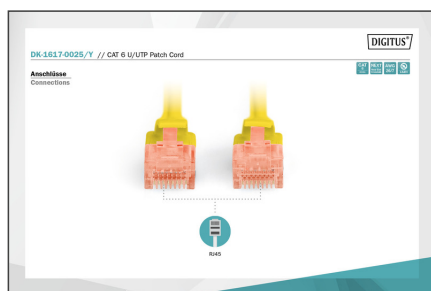 DIGITUS®
DK-1617-0025/Y // CAT 6 U/UTP Patch Cord
Anschlüsse
Connections
RJ45